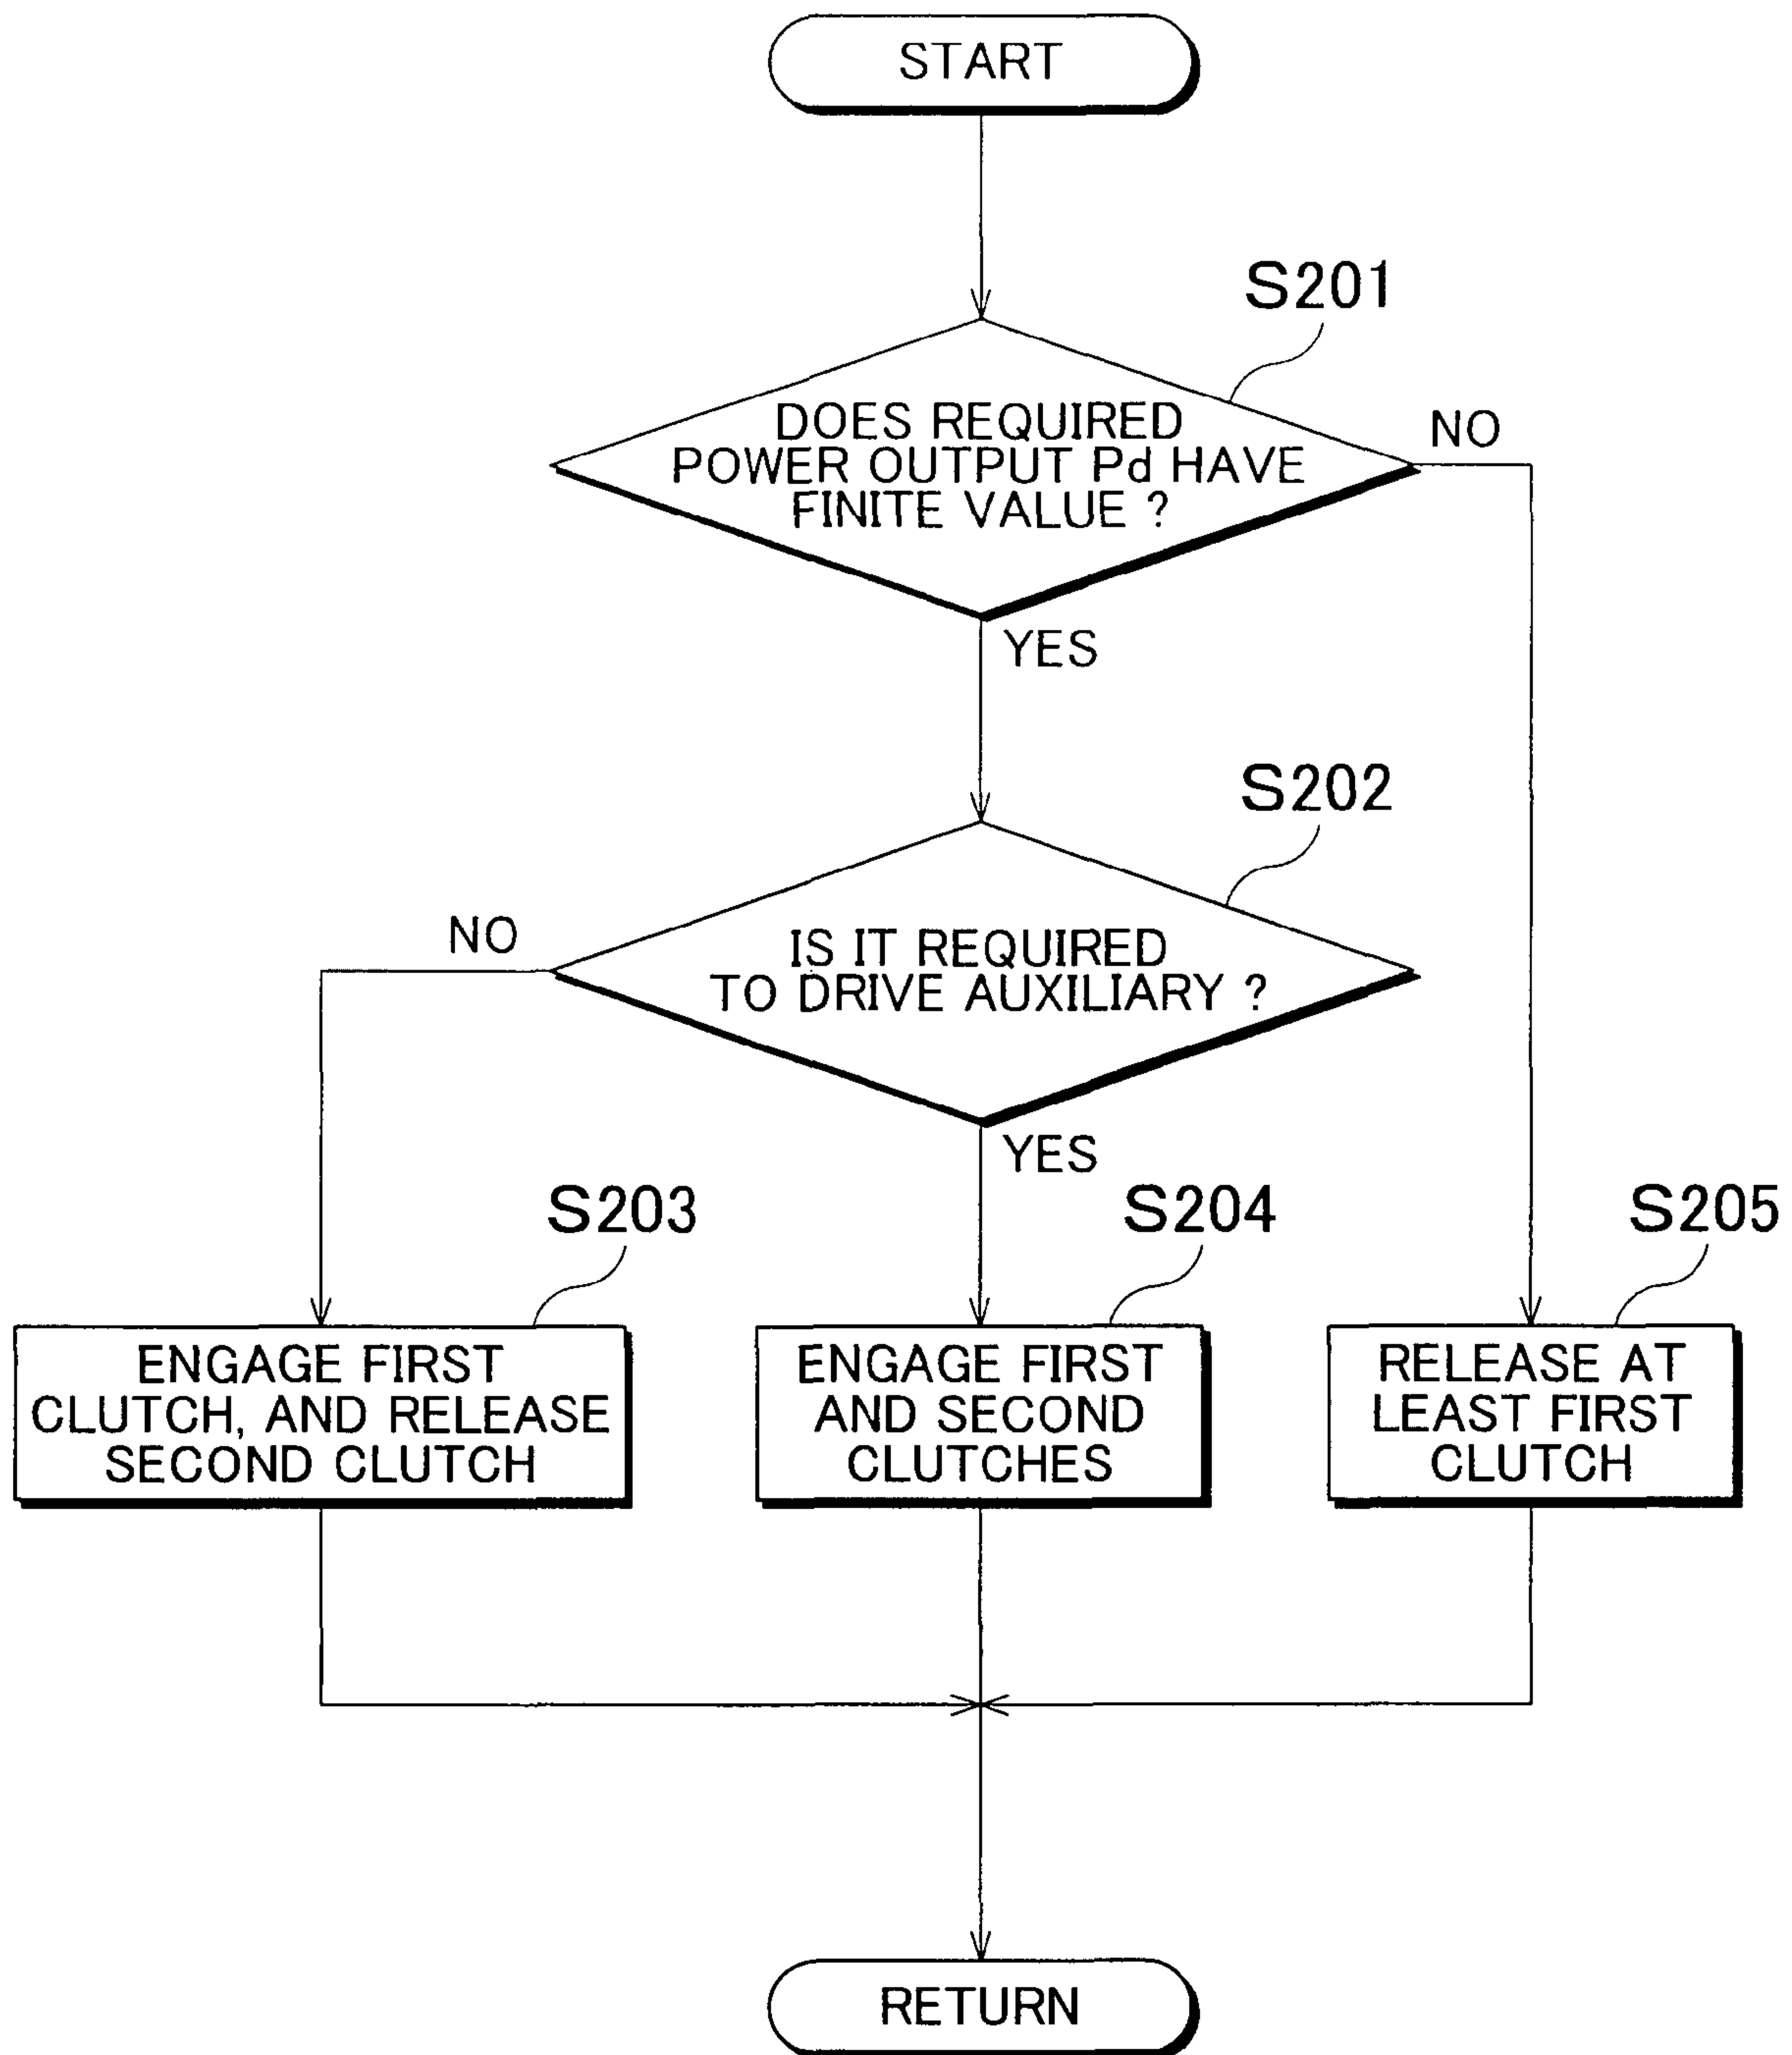 START
S201
DOES REQUIRED
POWER OUTPUT Pd HAVE
FINITE VALUE ?
NO
YES
S202
IS IT REQUIRED
TO DRIVE AUXILIARY ?
NO
YES
S203
ENGAGE FIRST
CLUTCH, AND RELEASE
SECOND CLUTCH
S204
ENGAGE FIRST
AND SECOND
CLUTCHES
S205
RELEASE AT
LEAST FIRST
CLUTCH
RETURN